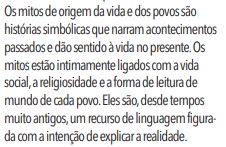 Os mitos de origem da vida e dos povos são
histórias simbólicas que narram acontecimentos
passados e dão sentido à vida no presente. Os
mitos estão intimamente ligados com a vida
social, a religiosidade e a forma de leitura de
mundo de cada povo. Eles são, desde tempos
muito antigos, um recurso de linguagem figura-
da com a intenção de explicar a realidade.